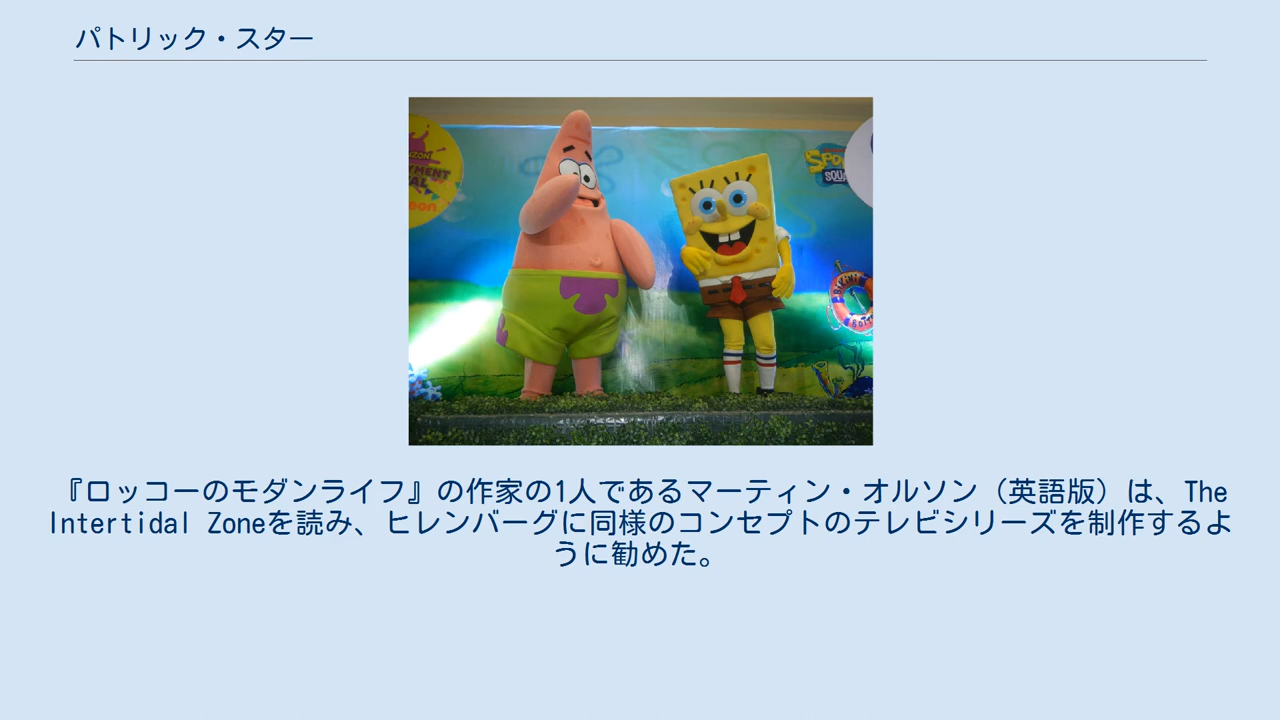 パトリック・スター
『ロッコーのモダンライフ』の作家の1人であるマーティン・オルソン（英語版）は、The
Intertidal Zoneを読み、ヒレンバーグに同様のコンセプトのテレビシリーズを制作するよ
うに勧めた。